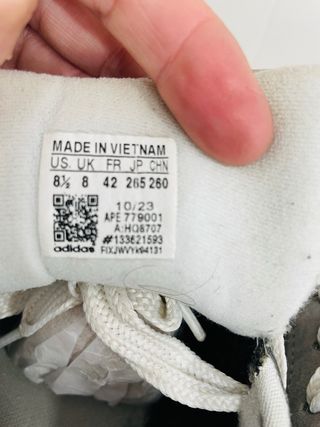 MADE IN VIETNAM
US UK FR JP CHN
8½ 8 42 265 260
10/23
APE 779001
A:HQ8707
#133621593
adidas FIXJWVYk94131